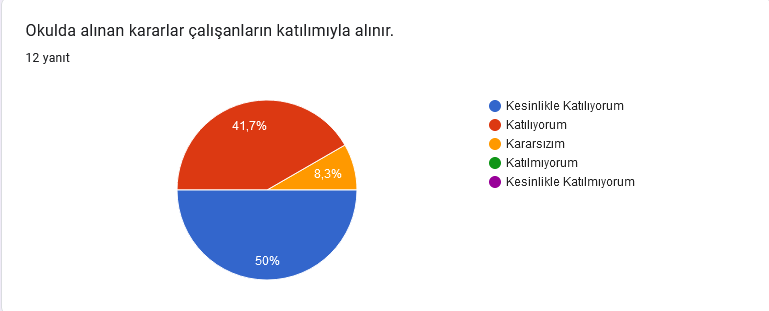 Okulda alınan kararlar çalışanların katılımıyla alınır.
12 yanıt
41,7%
8,3%
50%
Kesinlikle Katılıyorum
Katılıyorum
Kararsızım
Katılmıyorum
Kesinlikle Katılmıyorum